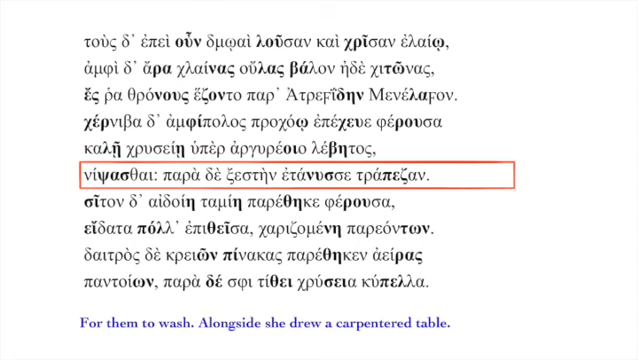 τοὺς δ᾽ ἐπεὶ οὖν δμῳαὶ λοῦσαν καὶ χρῖσαν ἐλαίῳ,
ἀμφὶ δ᾽ ἄρα χλαίνας οὔλας βάλον ἠδὲ χιτῶνας,
ἔς ῥα θρόνους ἕζοντο παρ᾽ Ἀτρεϝΐδην Μενέλαϝον.
χέρνιβα δ᾽ ἀμφίπολος προχόῳ ἐπέχευε φέρουσα
καλῇ χρυσείῃ ὑπὲρ ἀργυρέοιο λέβητος,
νίψασθαι: παρὰ δὲ ξεστὴν ἐτάνυσσε τράπεζαν.
σῖτον δ᾽ αἰδοίη ταμίη παρέθηκε φέρουσα,
εἴδατα πόλλ᾽ ἐπιθεῖσα, χαριζομένη παρεόντων.
δαιτρὸς δὲ κρειῶν πίνακας παρέθηκεν ἀείρας
παντοίων, παρὰ δέ σφι τίθει χρύσεια κύπελλα.
For them to wash. Alongside she drew a carpentered table.